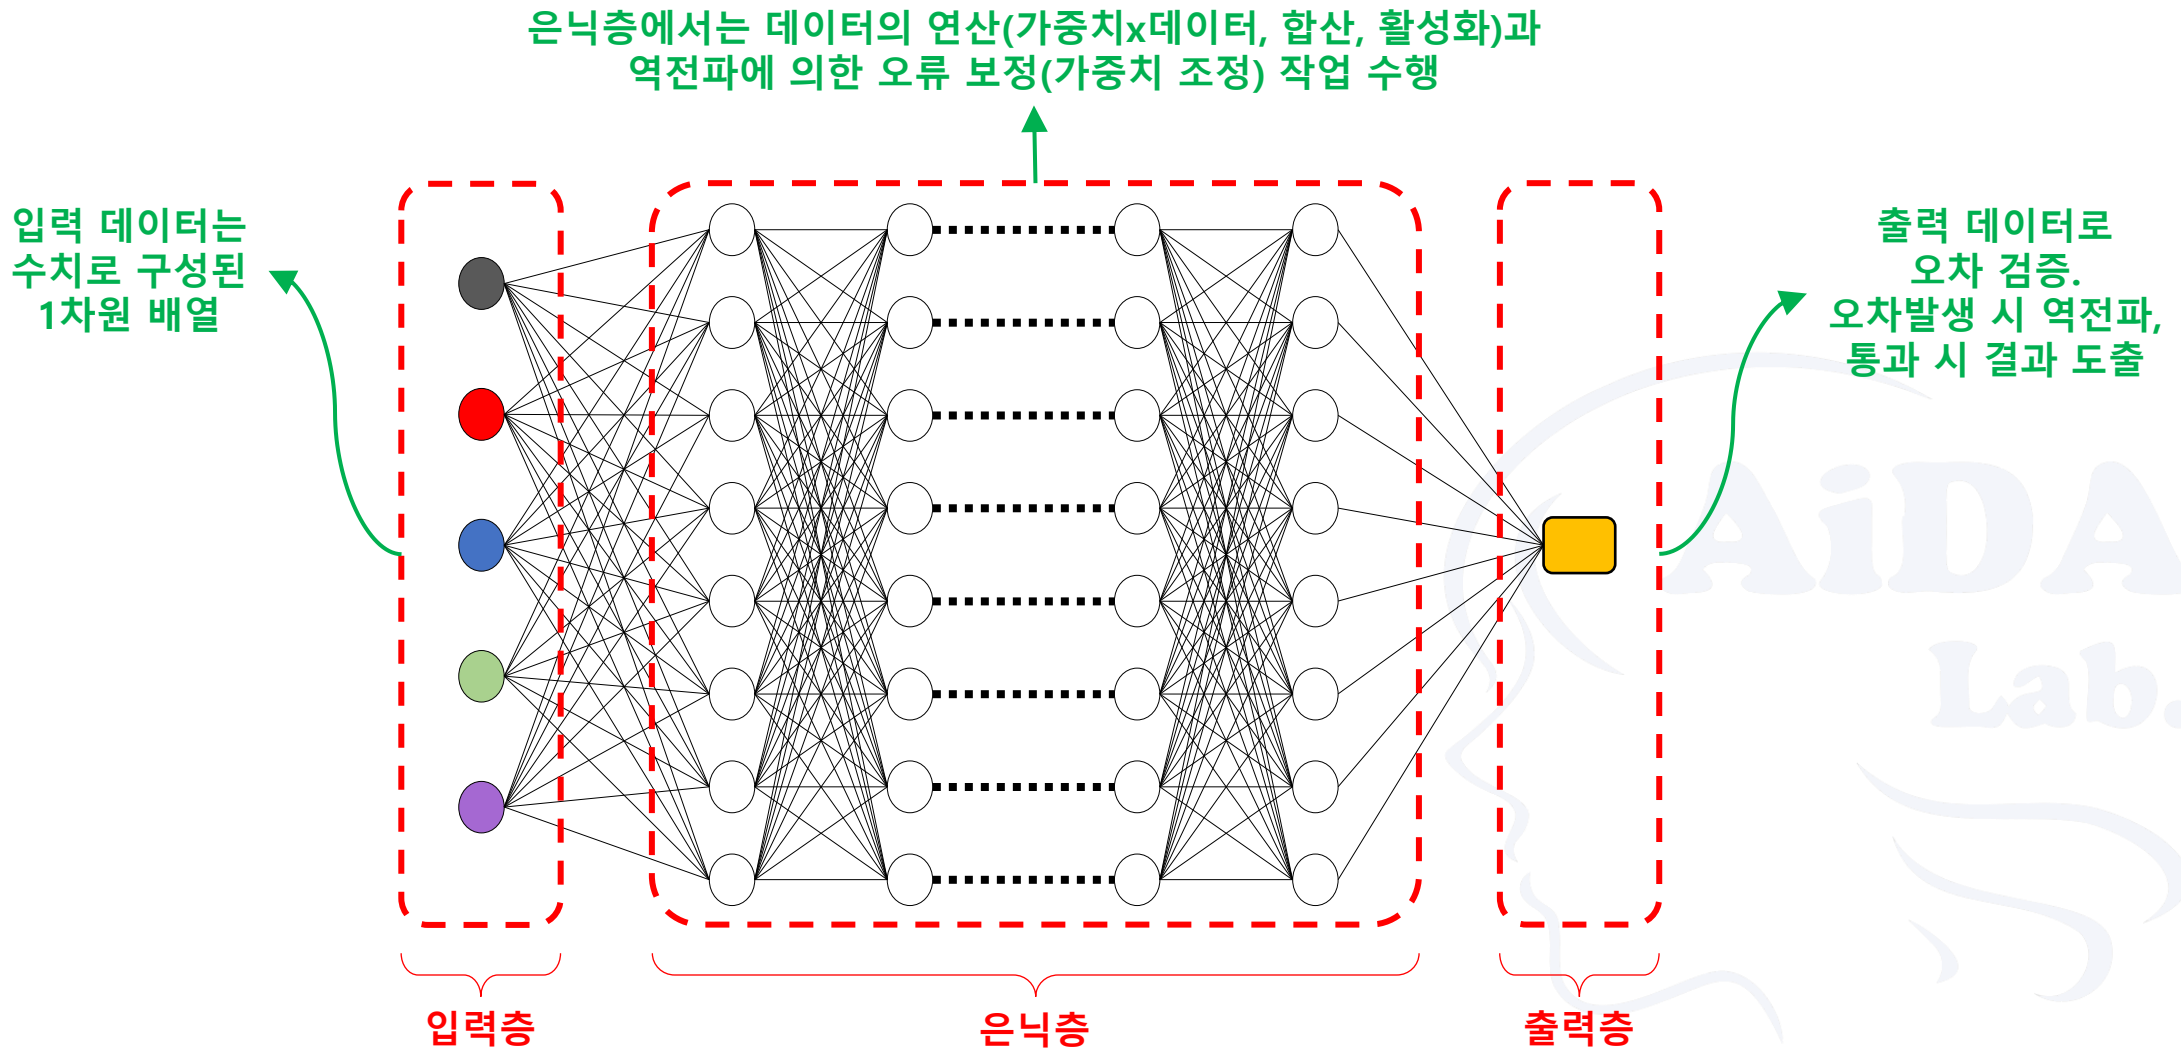 은닉층에서는 데이터의 연산(가중치x데이터, 합산, 활성화)과
역전파에 의한 오류 보정(가중치 조정) 작업 수행
입력 데이터는
수치로 구성된
1차원 배열
출력 데이터로
오차 검증.
오차발생 시 역전파,
통과 시 결과 도출
AiDA
Lab.
입력층
은닉층
출력층